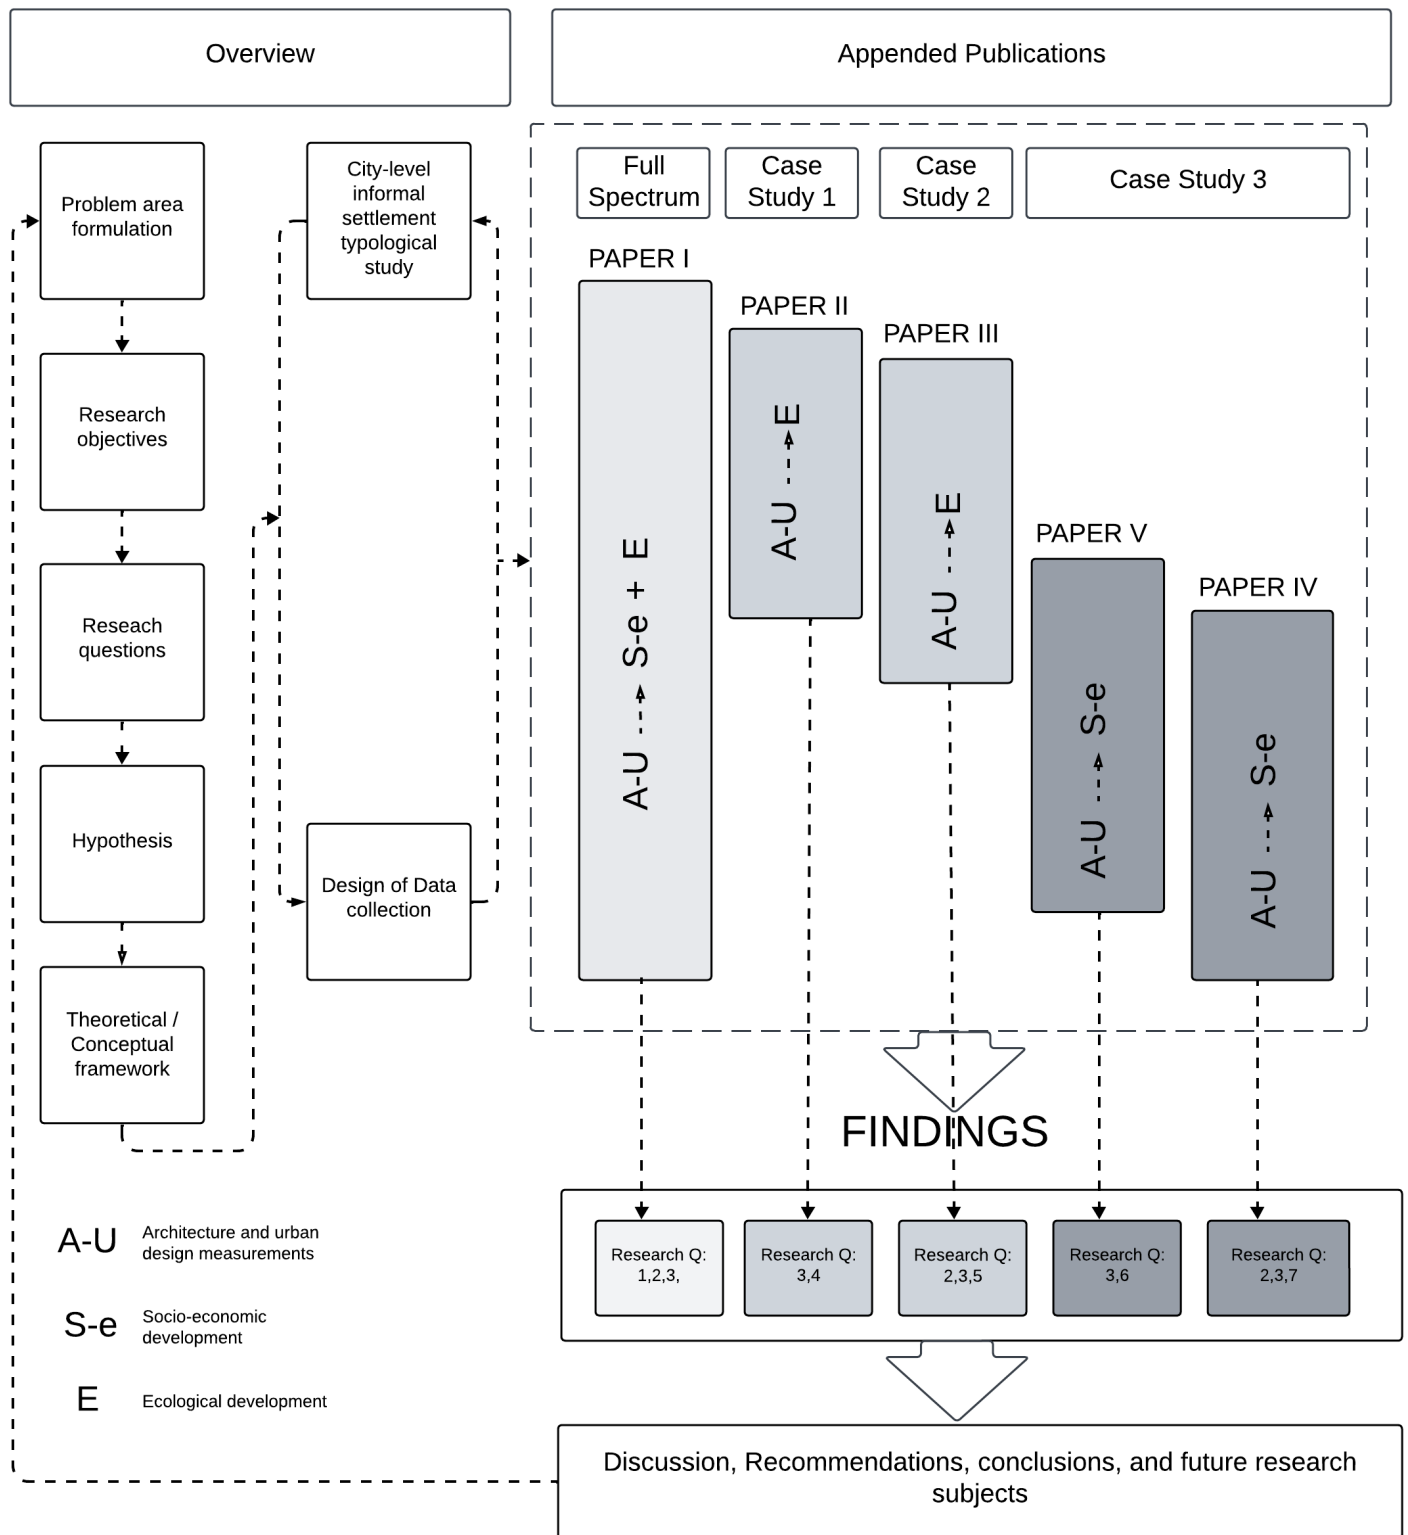 Overview
Problem area
formulation
Research
objectives
Reseach
questions
Hypothesis
Theoretical /
Conceptual
framework
City-level
informal
settlement
typological
study
Design of Data
collection
A-U
Architecture and urban
design measurements
S-e
Socio-economic
development
E
Ecological development
Appended Publications
Full
Spectrum
Case
Study 1
Case
Study 2
Case Study 3
PAPER I
A-U S-e + E
PAPER II
A-U E
PAPER III
A-U E
PAPER V
A-U S-e
PAPER IV
A-U S-e
FINDINGS
Research Q:
1,2,3,
Research Q:
3,4
Research Q:
2,3,5
Research Q:
3,6
Research Q:
2,3,7
Discussion, Recommendations, conclusions, and future research
subjects